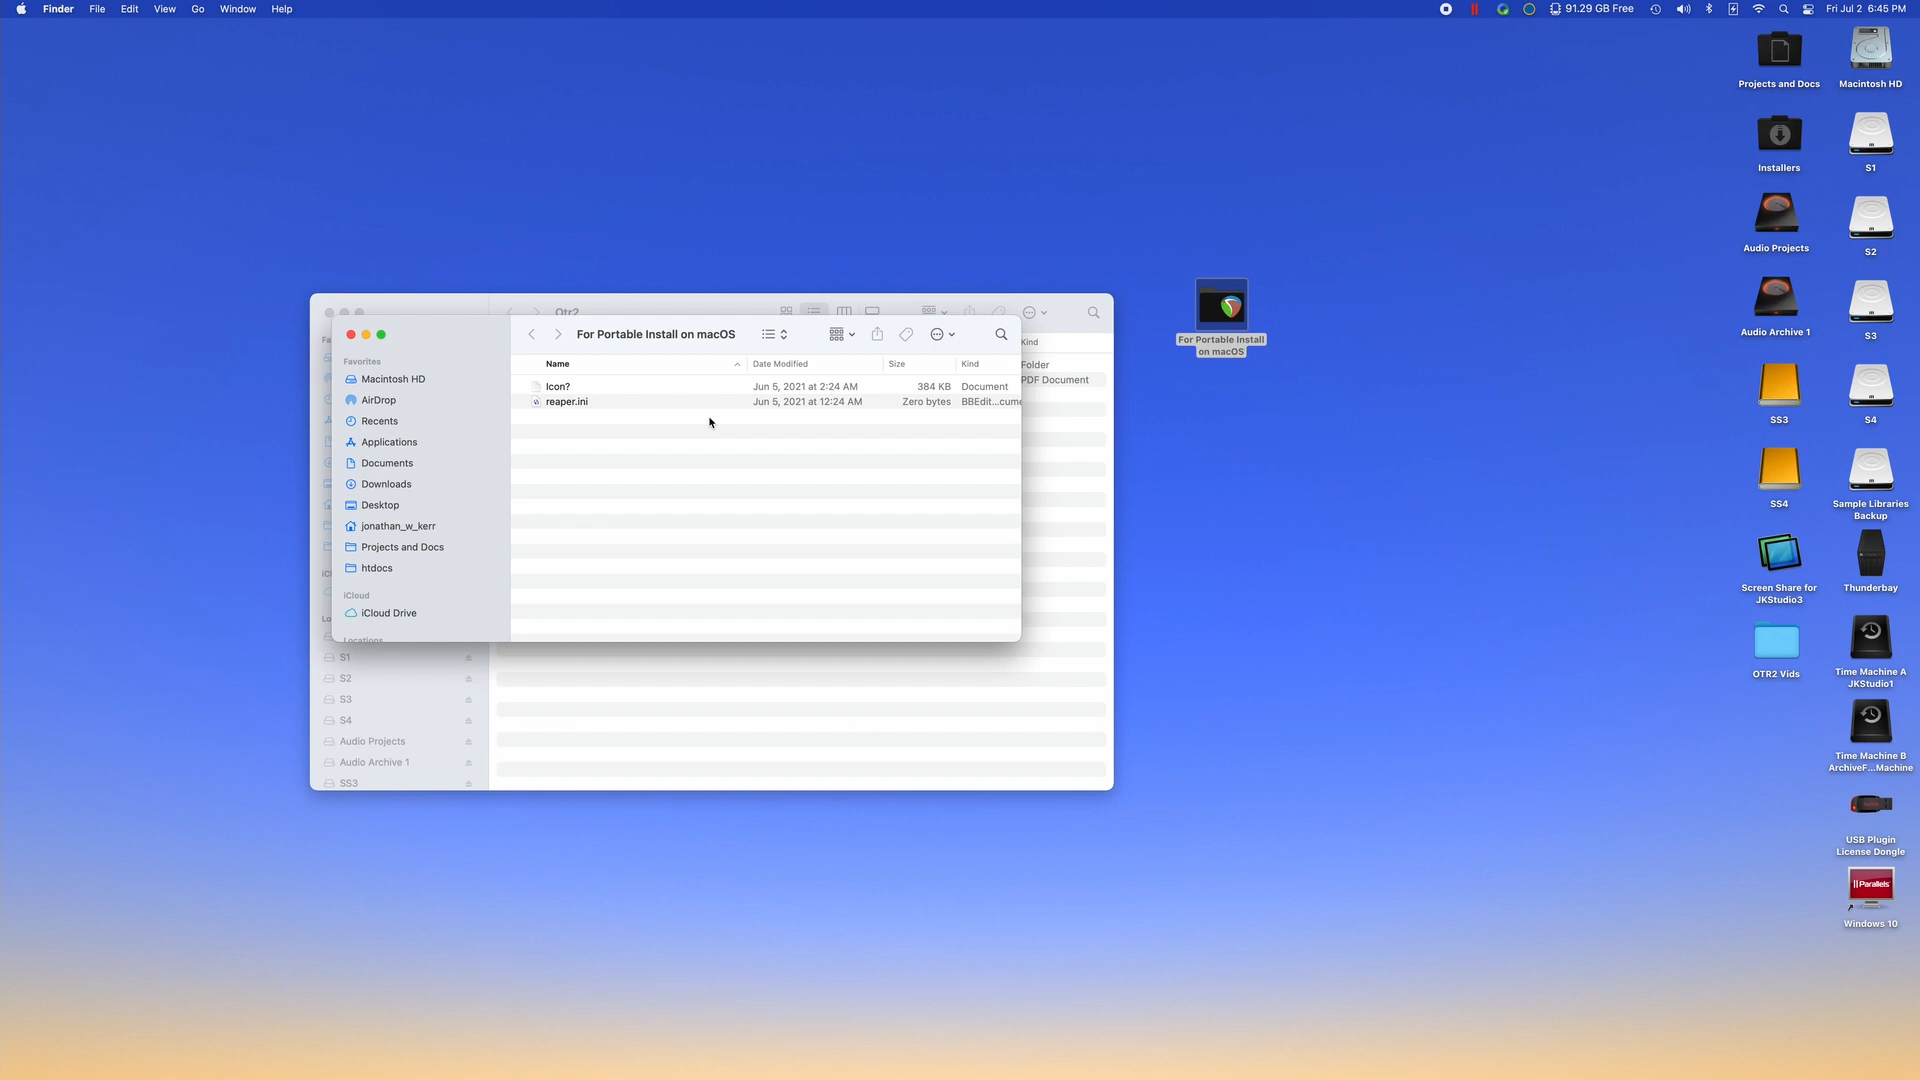 Finder File Edit View Go Window Help
91.29 GB Free
Fri Jul 2 6:45 PM
Projects and Docs
Macintosh HD
Installers
S1
Audio Projects
S2
Audio Archive 1
S3
SS3
S4
SS4
Sample Libraries
Backup
Screen Share for
JKStudio3
Thunderbay
OTR2 Vids
Time Machine A
JKStudio1
Time Machine B
ArchiveF...Machine
USB Plugin
License Dongle
Parallels
Windows 10
For Portable Install
on macOS
Otr2
For Portable Install on macOS
Name
Date Modified
Size
Kind
Icon?
Jun 5, 2021 at 2:24 AM
384 KB
Document
reaper.ini
Jun 5, 2021 at 12:24 AM
Zero bytes
BBEdit...cume
Favorites
Macintosh HD
AirDrop
Recents
Applications
Documents
Downloads
Desktop
jonathan_w_kerr
Projects and Docs
htdocs
iCloud
iCloud Drive
Locations
Kind
Folder
PDF Document
Fa
iCl
Lo
S1
S2
S3
S4
Audio Projects
Audio Archive 1
SS3